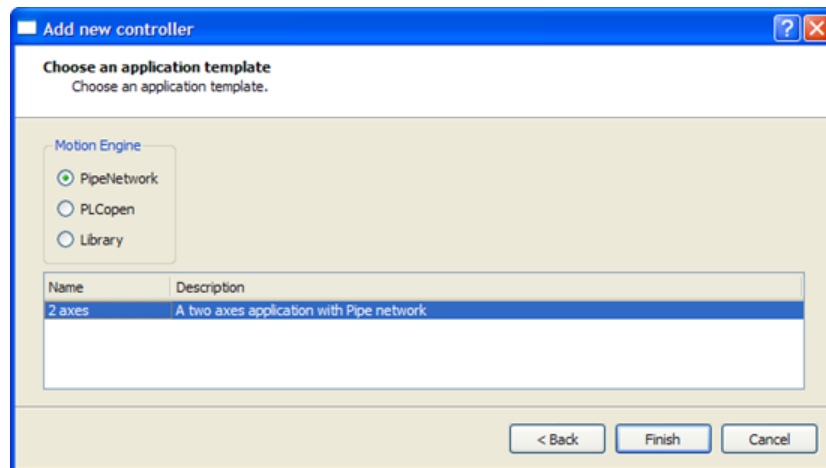 Add new controller
Choose an application template
Choose an application template.
Motion Engine
PipeNetwork
PLCopen
Library
Name Description
2 axes A two axes application with Pipe network
< Back Finish Cancel